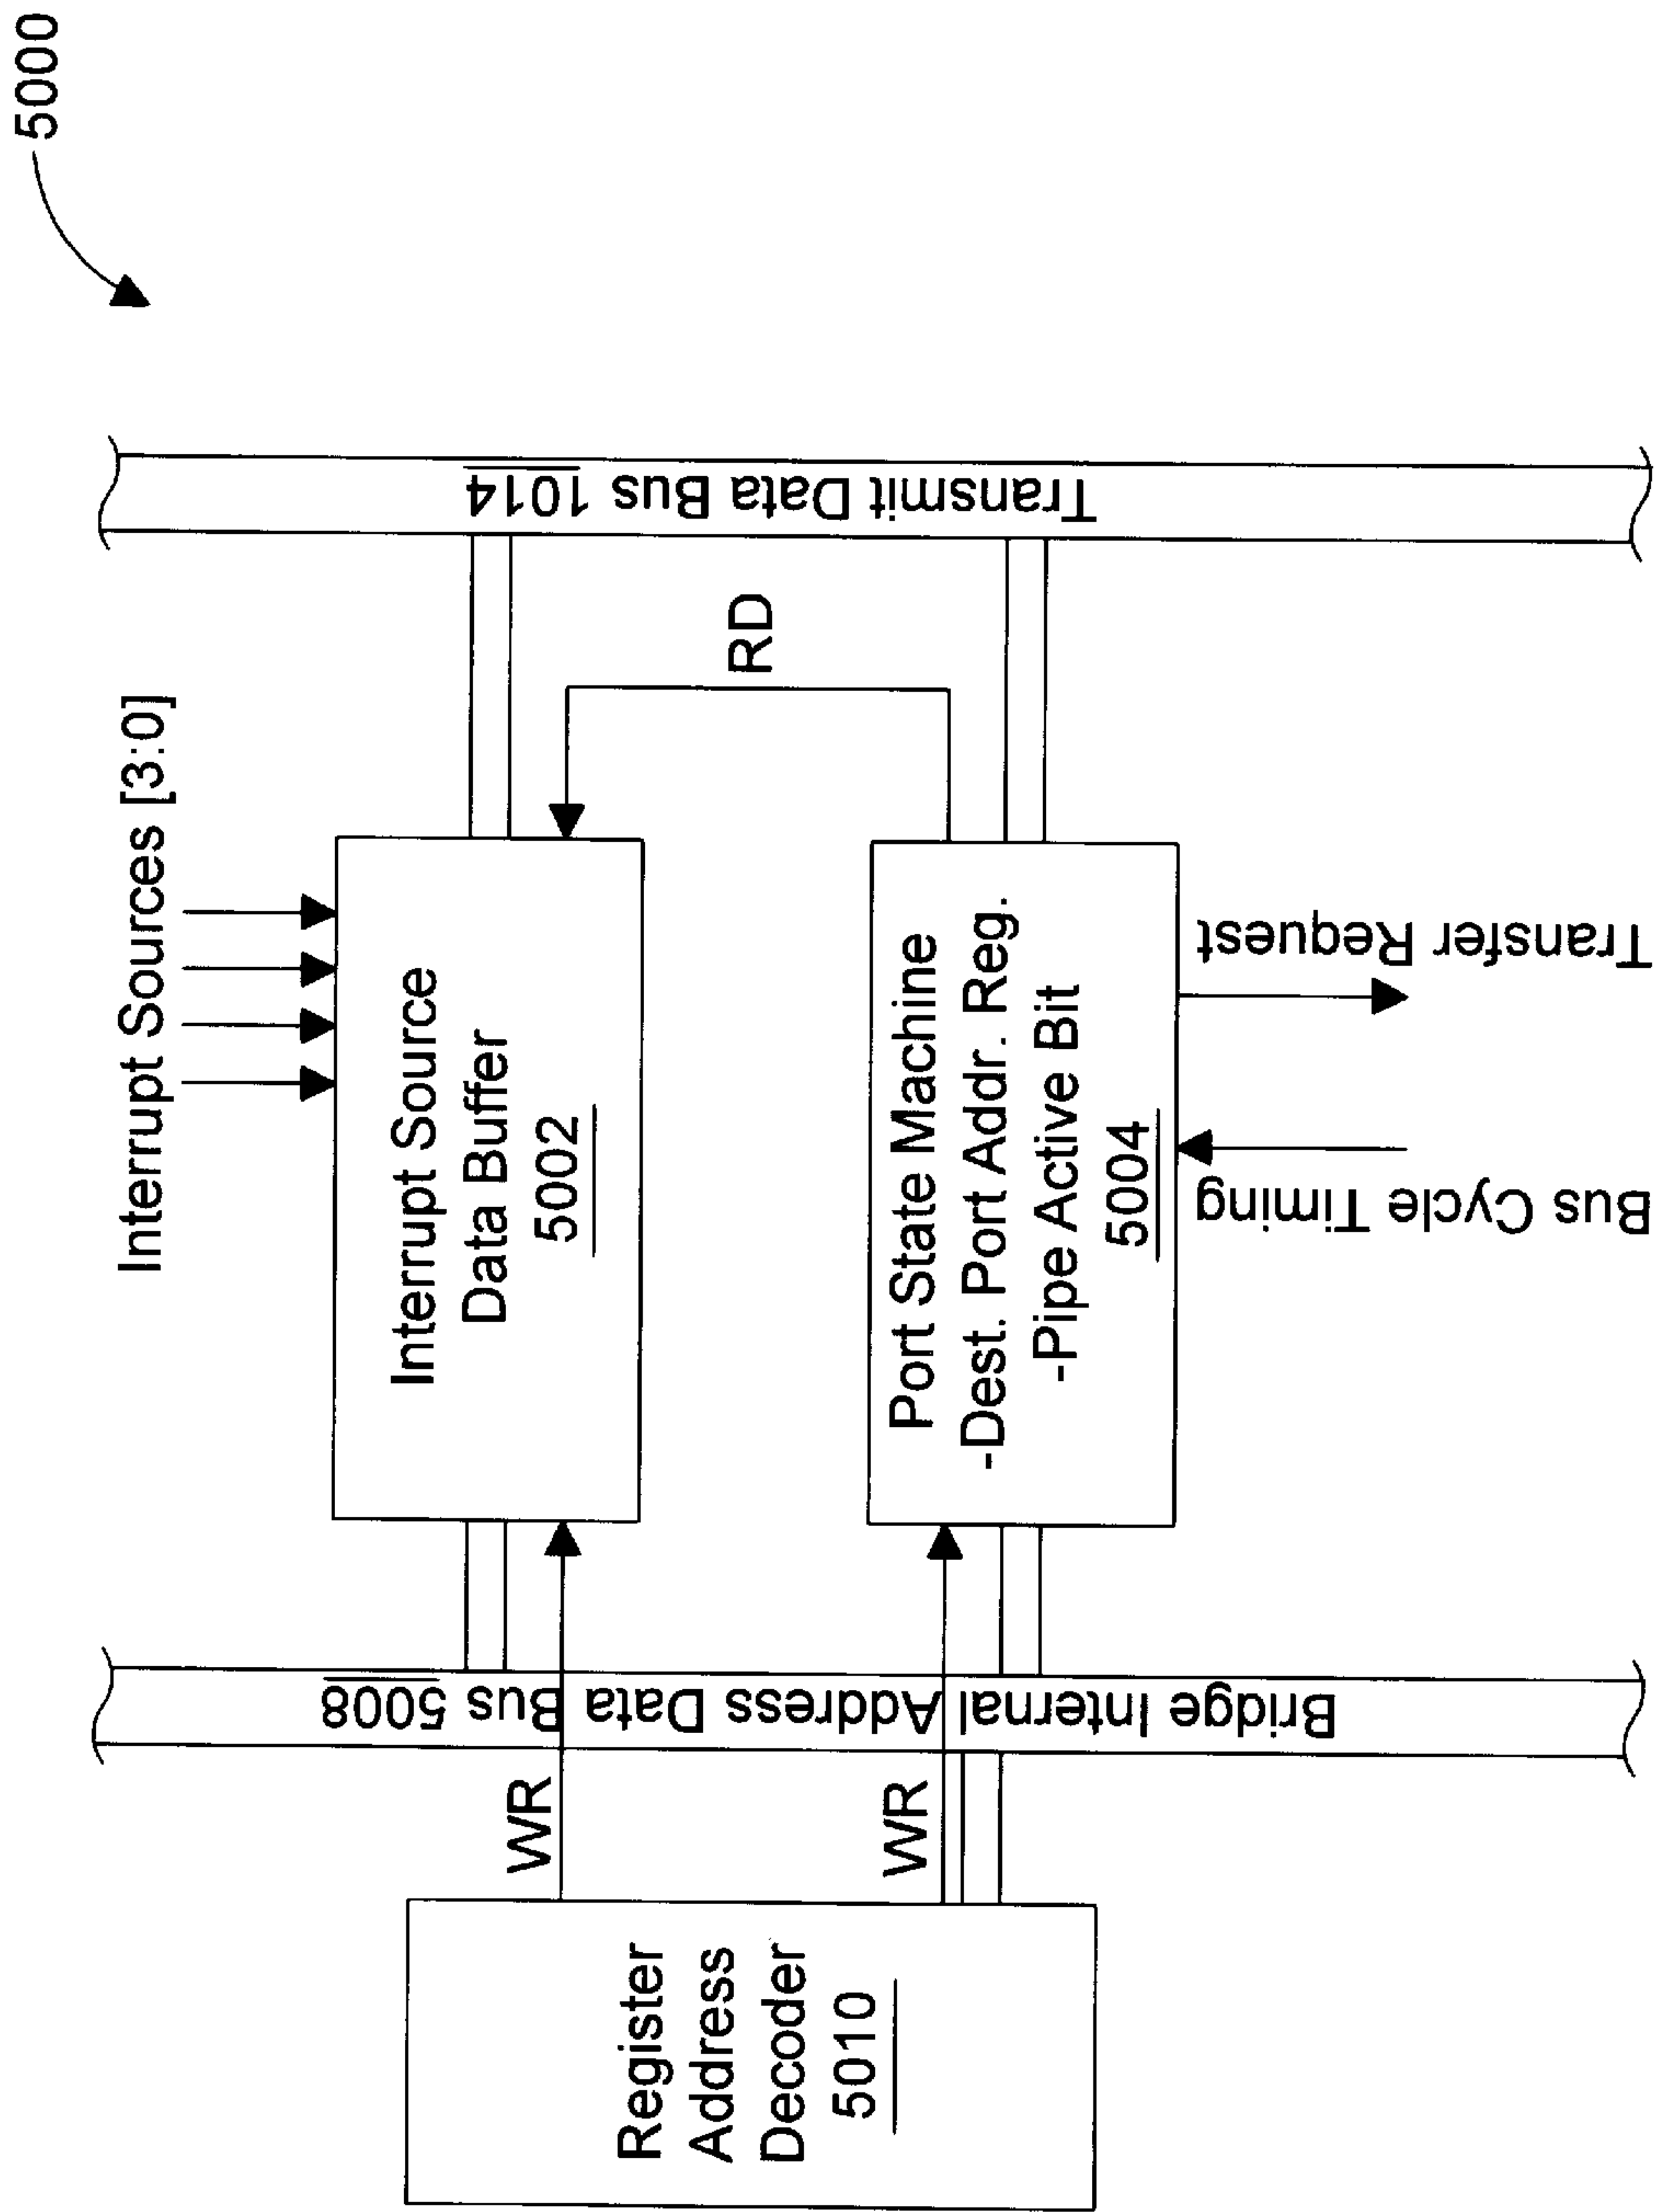 5000
Interrupt Sources [3:0]
Transmit Data Bus 1014
RD
Interrupt Source
Data Buffer
5002
Port State Machine
-Dest. Port Addr. Reg.
-Pipe Active Bit
5004
Transfer Request
Bus Cycle Timing
Bridge Internal Address Data Bus 5008
WR
WR
Register
Address
Decoder
5010